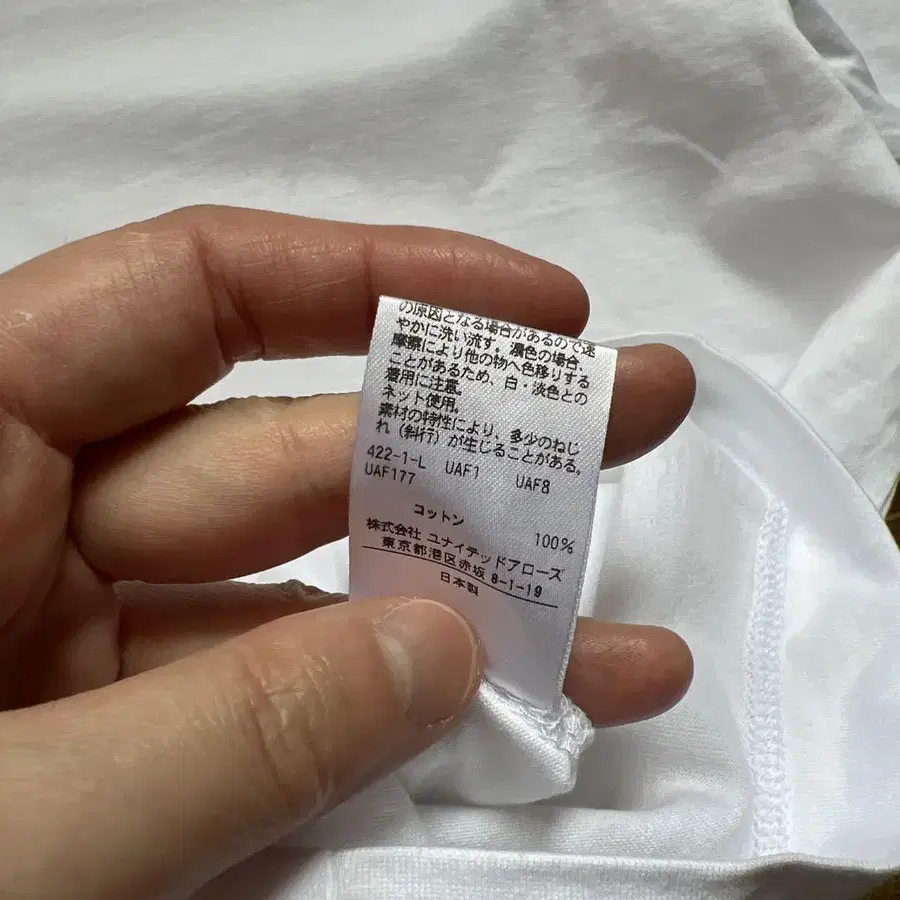 の原因となる場合があるので速
やかに洗い流す。濃色の場合、
摩擦により他の物へ色移りする
ことがあるため、白・淡色との
着用に注意
ネット使用。
素材の特性により、多少のねじ
れ（斜行）が生じることがある。
422-1-L UAF1 UAF8
UAF177
コットン 100%
株式会社 ユナイテッドアローズ
東京都港区赤坂 8-1-19
日本製